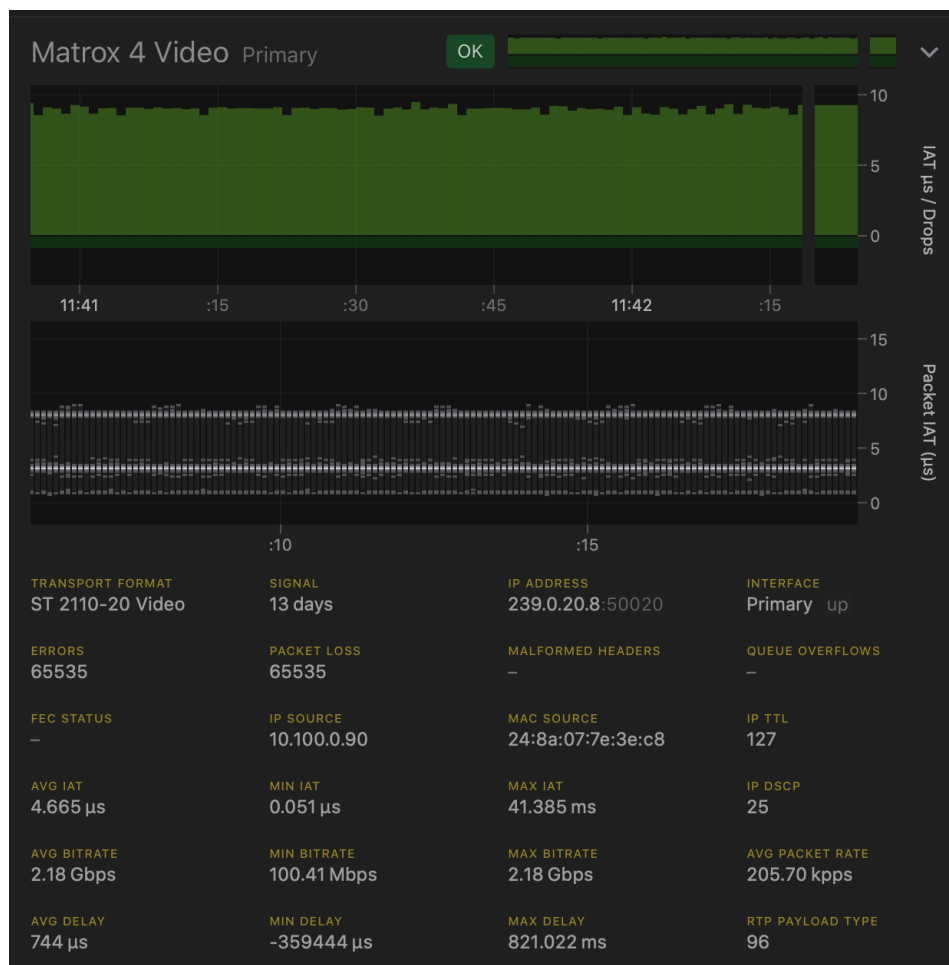 Matrox 4 Video Primary OK
10
5
0
IAT µs / Drops
11:41 :15 :30 :45 11:42 :15
15
10
5
0
Packet IAT (µs)
:10 :15
TRANSPORT FORMAT SIGNAL IP ADDRESS INTERFACE
ST 2110-20 Video 13 days 239.0.20.8:50020 Primary up
ERRORS PACKET LOSS MALFORMED HEADERS QUEUE OVERFLOWS
65535 65535 – –
FEC STATUS IP SOURCE MAC SOURCE IP TTL
– 10.100.0.90 24:8a:07:7e:3e:c8 127
AVG IAT MIN IAT MAX IAT IP DSCP
4.665 µs 0.051 µs 41.385 ms 25
AVG BITRATE MIN BITRATE MAX BITRATE AVG PACKET RATE
2.18 Gbps 100.41 Mbps 2.18 Gbps 205.70 kpps
AVG DELAY MIN DELAY MAX DELAY RTP PAYLOAD TYPE
744 µs -359444 µs 821.022 ms 96